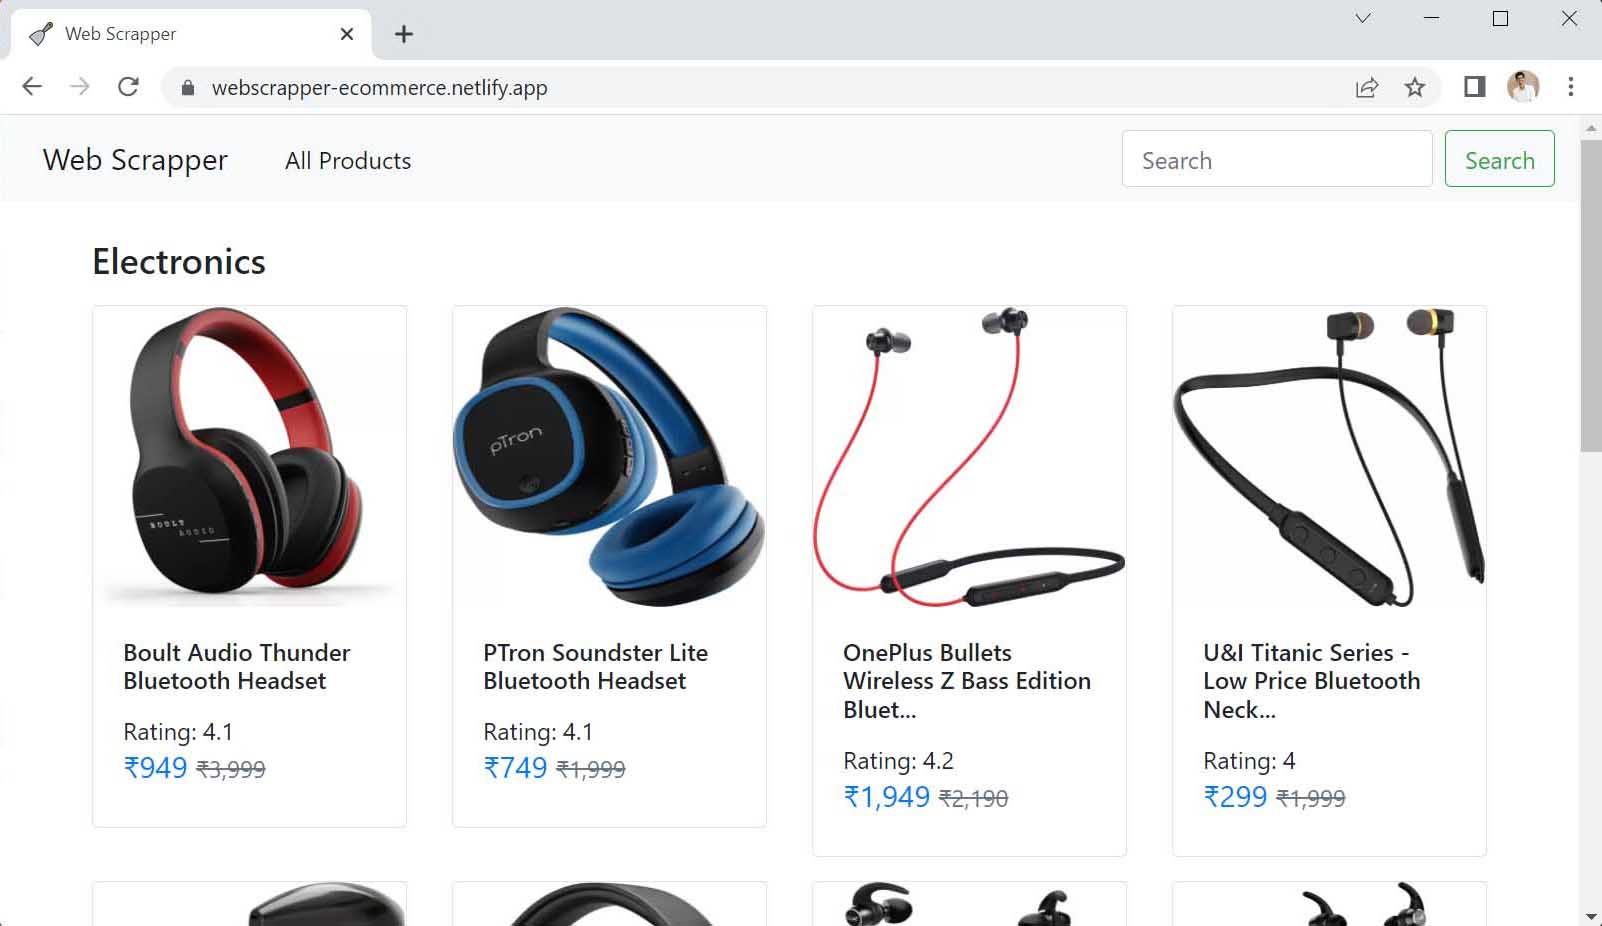 Web Scrapper
webscrapper-ecommerce.netlify.app
Web Scrapper
All Products
Search
Search
Electronics
BOULT
AUDIO
pTron
Boult Audio Thunder
Bluetooth Headset
Rating: 4.1
₹949 ₹3,999
PTron Soundster Lite
Bluetooth Headset
Rating: 4.1
₹749 ₹1,999
OnePlus Bullets
Wireless Z Bass Edition
Bluet...
Rating: 4.2
₹1,949 ₹2,190
U&I Titanic Series -
Low Price Bluetooth
Neck...
Rating: 4
₹299 ₹1,999